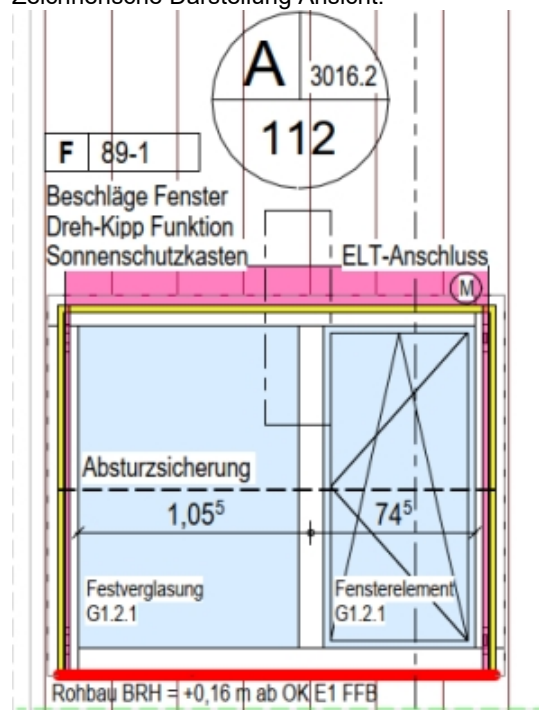 Zeichnerische Darstellung Ansicht:
A 3016.2
112
F 89-1
Beschläge Fenster
Dreh-Kipp Funktion
Sonnenschutzkasten ELT-Anschluss
M
Absturzsicherung
1,05⁵ 74⁵
Festverglasung Fensterelement
G1.2.1 G1.2.1
Rohbau BRH = +0,16 m ab OK E1 FFB